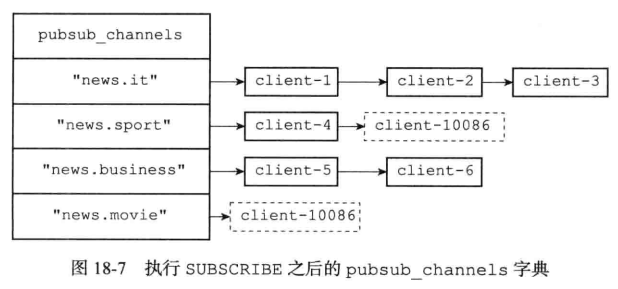 pubsub_channels
"news.it" client-1 client-2 client-3
"news.sport" client-4 client-10086
"news.business" client-5 client-6
"news.movie" client-10086
图 18-7 执行 SUBSCRIBE 之后的 pubsub_channels 字典